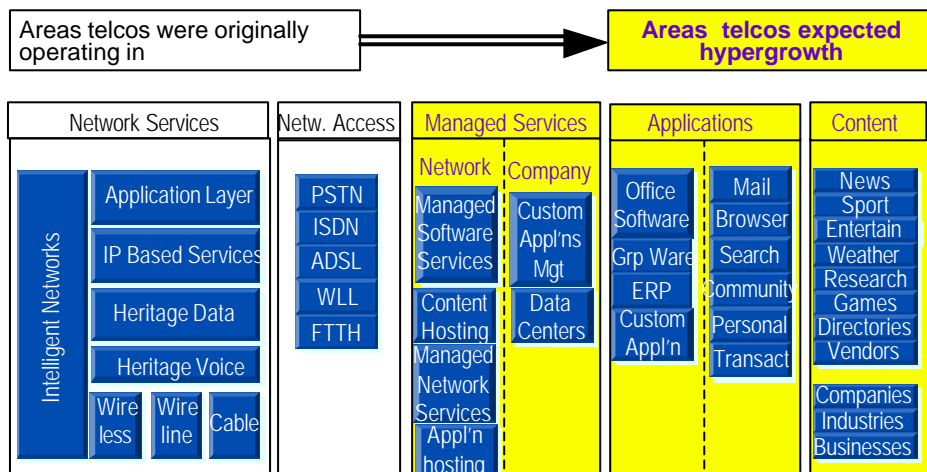 Areas telcos were originally
operating in
Areas telcos expected
hypergrowth
Network Services
Intelligent Networks
Application Layer
IP Based Services
Heritage Data
Heritage Voice
Wire
less
Wire
line
Cable
Netw. Access
PSTN
ISDN
ADSL
WLL
FTTH
Managed Services
Network
Managed
Software
Services
Content
Hosting
Managed
Network
Services
Appl'n
hosting
Company
Custom
Appl'ns
Mgt
Data
Centers
Applications
Office
Software
Grp Ware
ERP
Custom
Appl'n
Mail
Browser
Search
Community
Personal
Transact
Content
News
Sport
Entertain
Weather
Research
Games
Directories
Vendors
Companies
Industries
Businesses